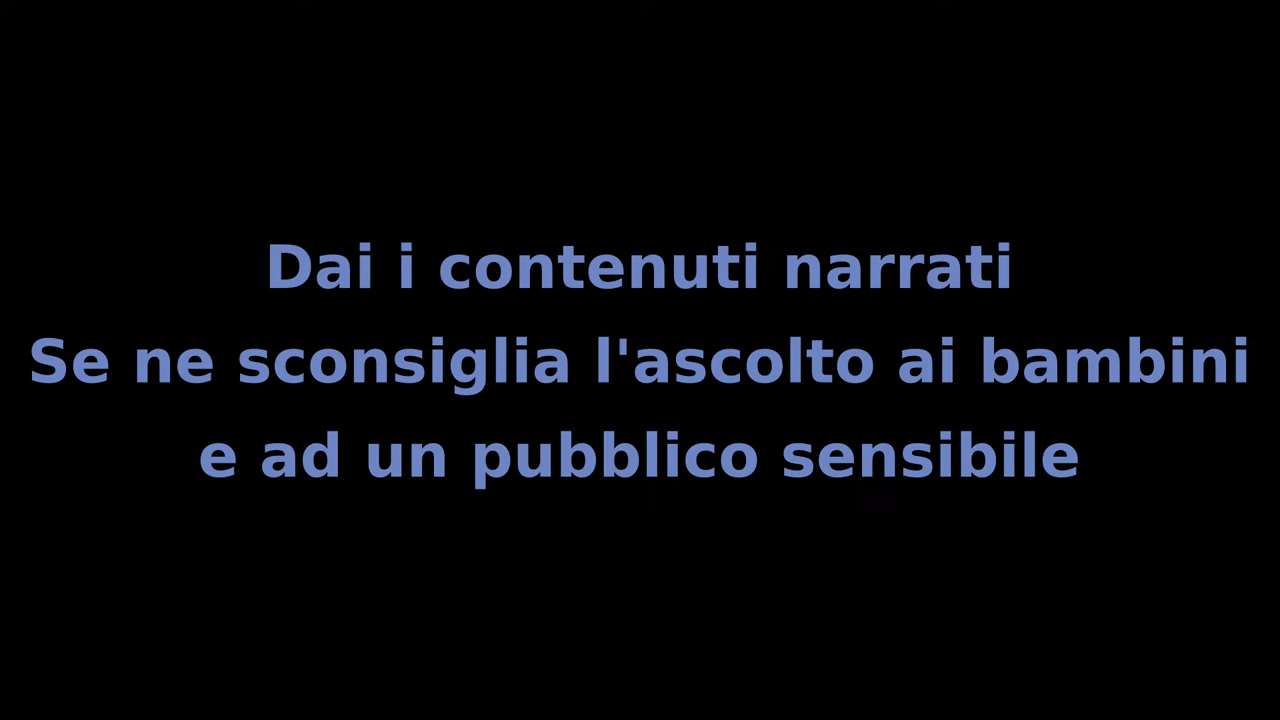 Dai i contenuti narrati
Se ne sconsiglia l'ascolto ai bambini
e ad un pubblico sensibile